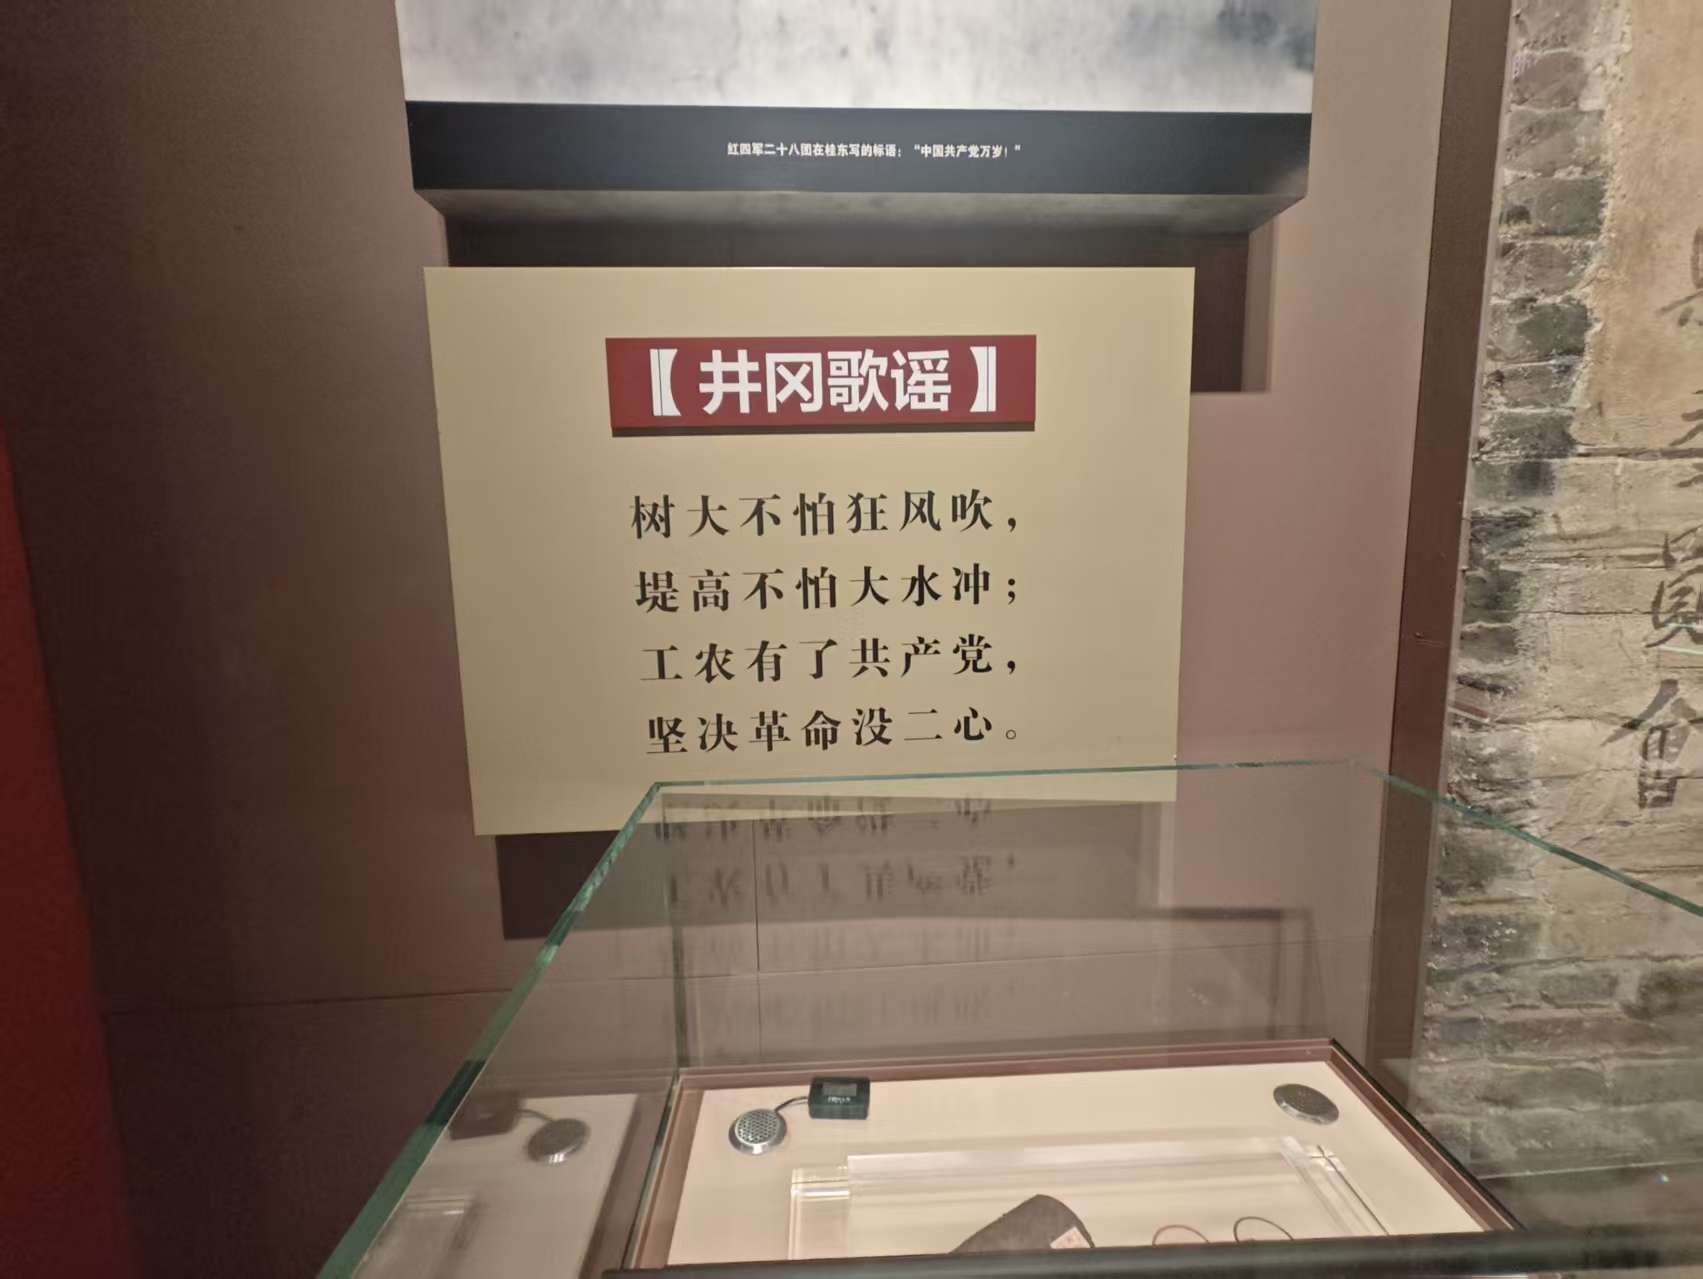 红四军二十八团在桂东写的标语：“中国共产党万岁！”
【井冈歌谣】
树大不怕狂风吹，
堤高不怕大水冲；
工农有了共产党，
坚决革命没二心。